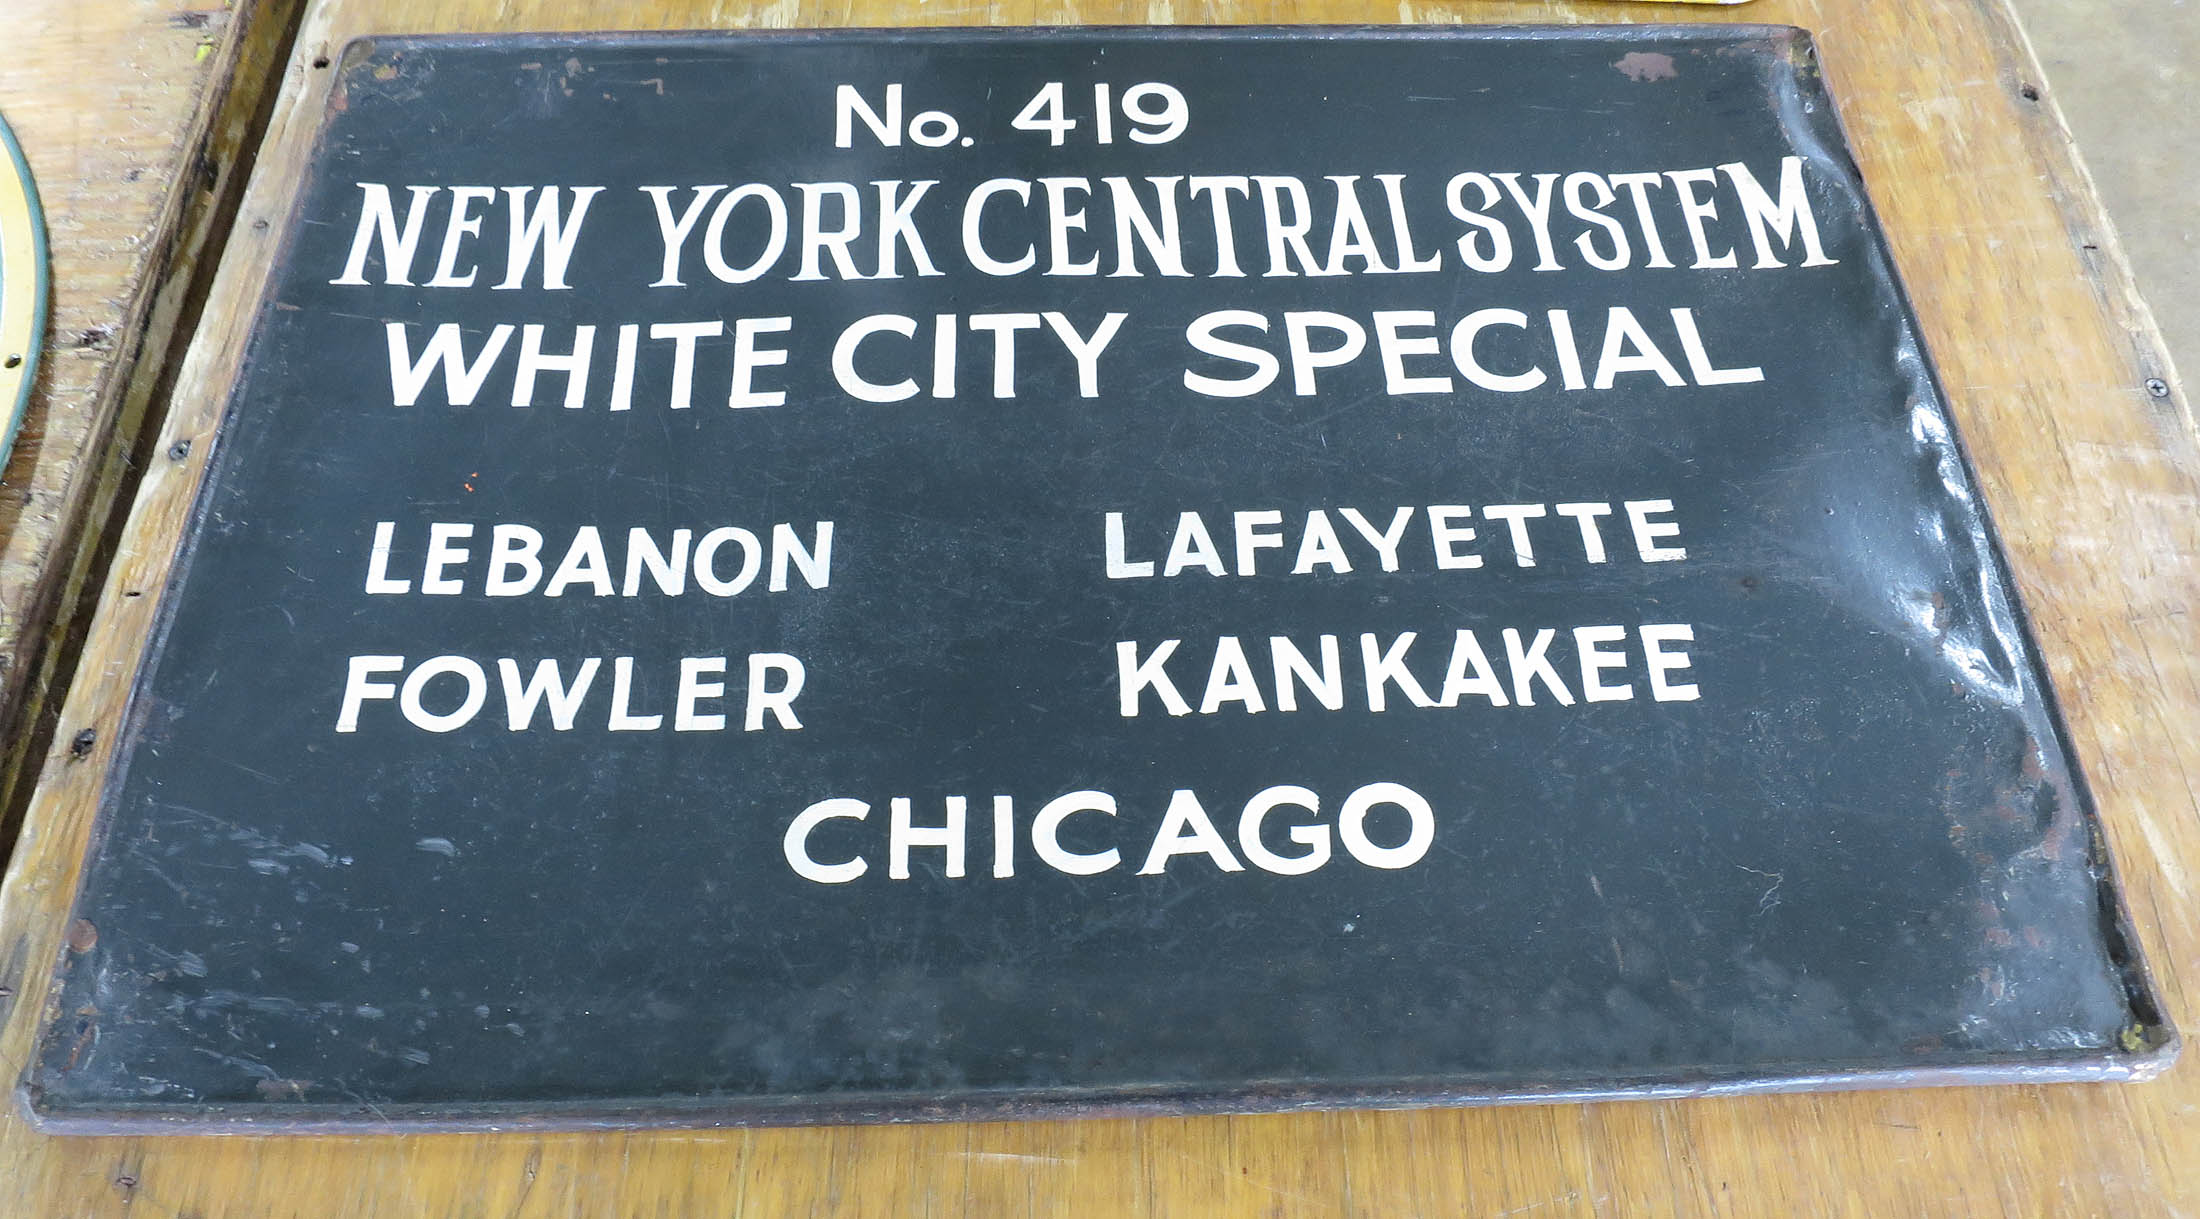 No. 419
NEW YORK CENTRAL SYSTEM
WHITE CITY SPECIAL
LEBANON LAFAYETTE
FOWLER KANKAKEE
CHICAGO